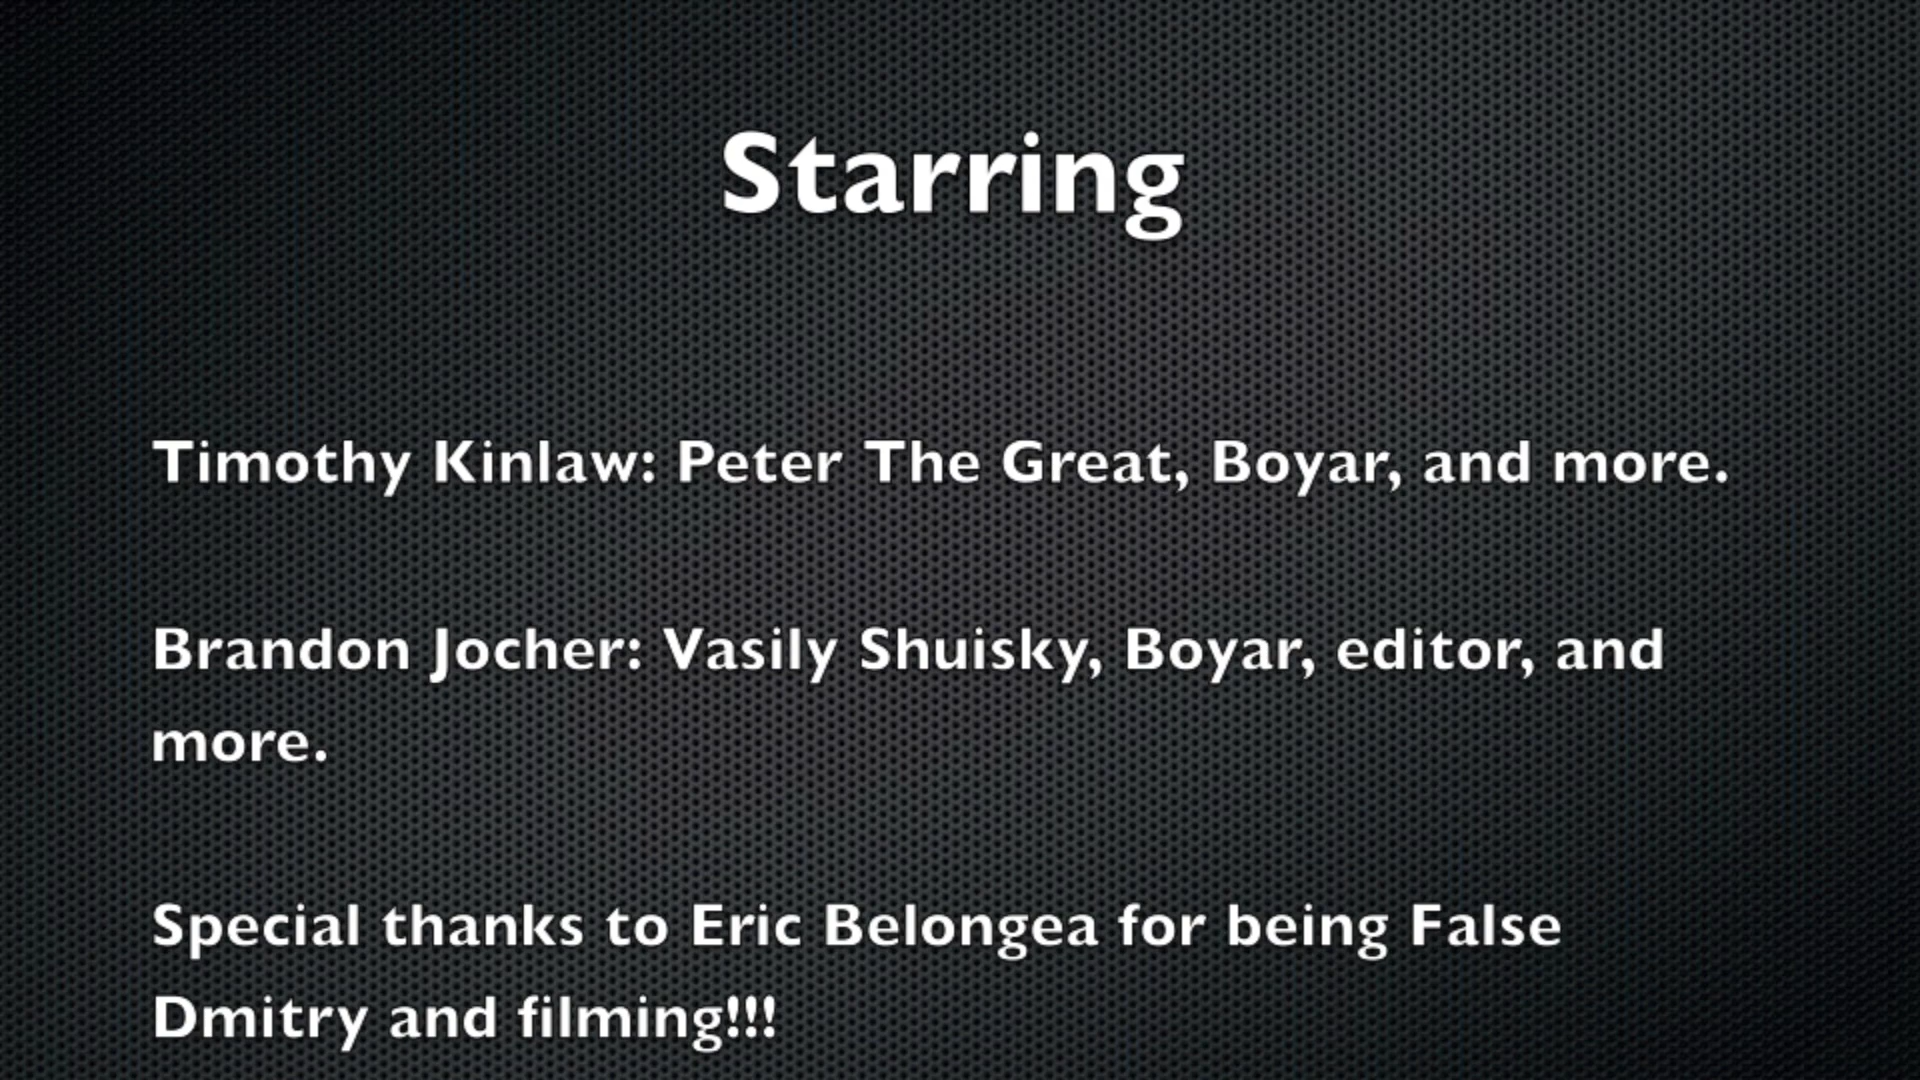 Starring
Timothy Kinlaw: Peter The Great, Boyar, and more.
Brandon Jocher: Vasily Shuisky, Boyar, editor, and
more.
Special thanks to Eric Belongea for being False
Dmitry and filming!!!